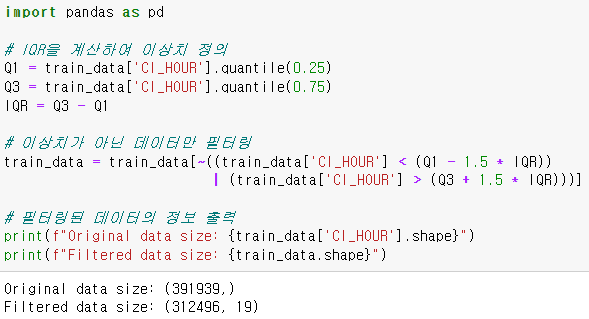 import pandas as pd
# IQR을 계산하여 이상치 정의
Q1 = train_data['CI_HOUR'].quantile(0.25)
Q3 = train_data['CI_HOUR'].quantile(0.75)
IQR = Q3 - Q1
# 이상치가 아닌 데이터만 필터링
train_data = train_data[~((train_data['CI_HOUR'] < (Q1 - 1.5 * IQR))
| (train_data['CI_HOUR'] > (Q3 + 1.5 * IQR)))]
# 필터링된 데이터의 정보 출력
print(f"Original data size: {train_data['CI_HOUR'].shape}")
print(f"Filtered data size: {train_data.shape}")
Original data size: (391939,)
Filtered data size: (312496, 19)